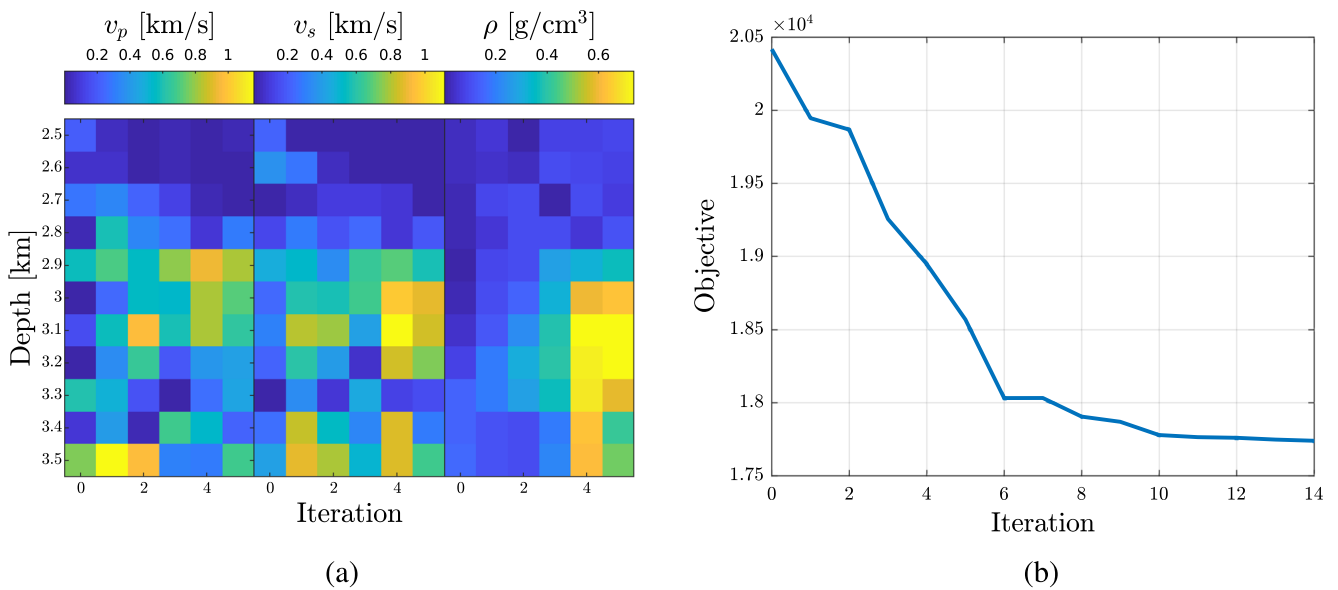 v_p [km/s] v_s [km/s] ρ [g/cm³]
0.2 0.4 0.6 0.8 1 0.2 0.4 0.6 0.8 1 0.2 0.4 0.6
Depth [km]
2.5
2.6
2.7
2.8
2.9
3
3.1
3.2
3.3
3.4
3.5
0 2 4 0 2 4 0 2 4
Iteration
(a)
×10⁴
Objective
2.05
2
1.95
1.9
1.85
1.8
1.75
0 2 4 6 8 10 12 14
Iteration
(b)